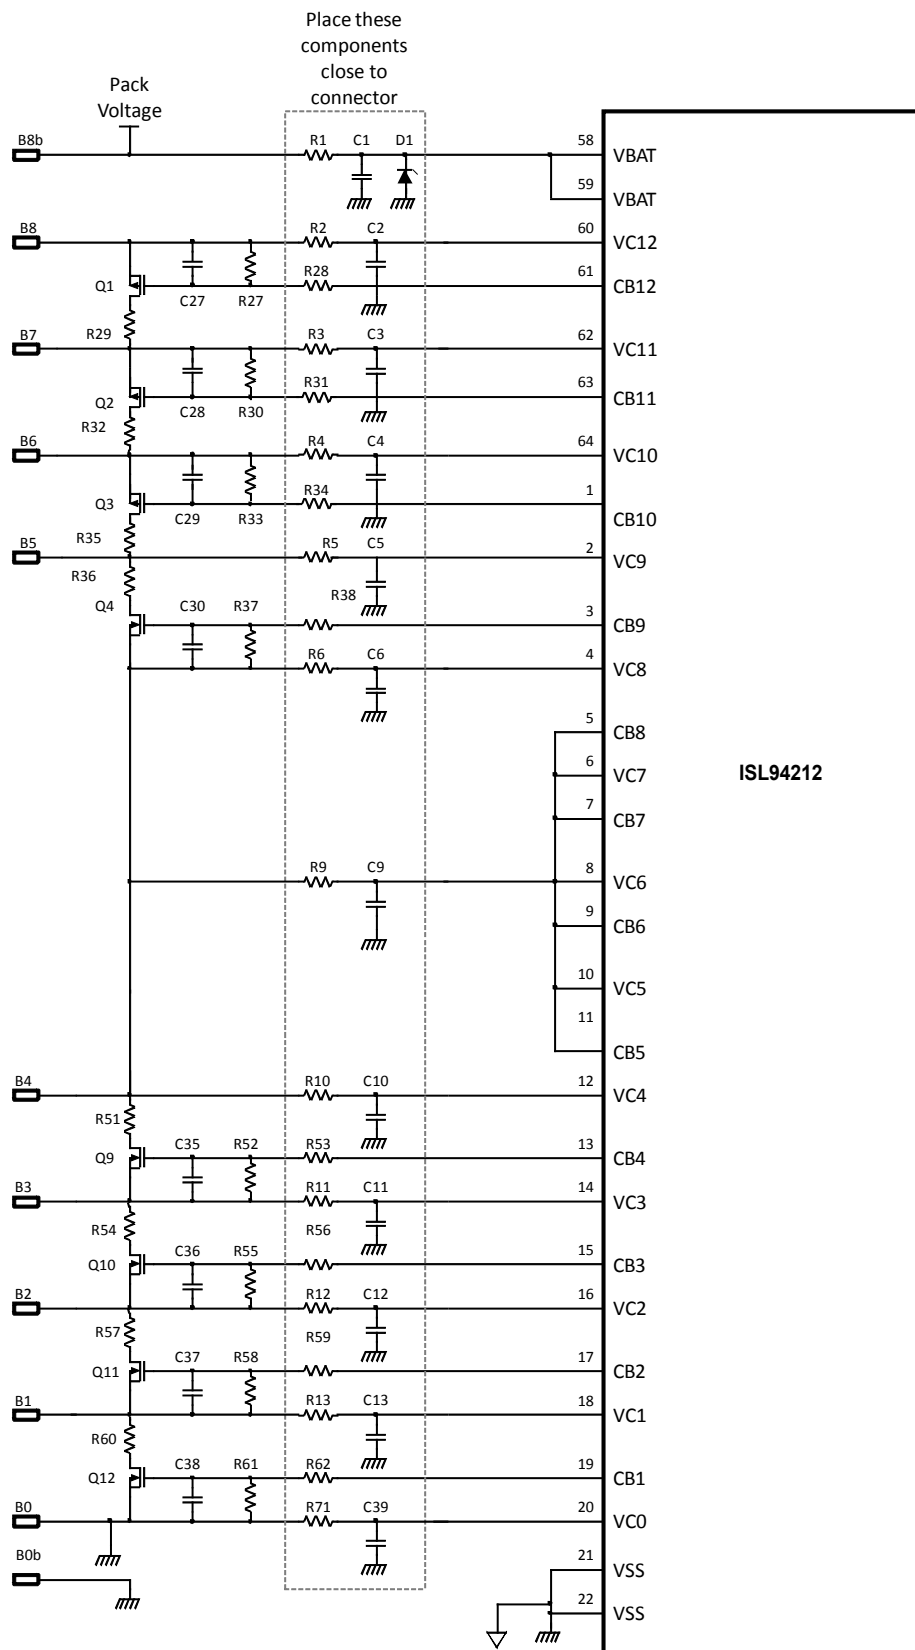 Place these
components
close to
connector
Pack
Voltage
B8b R1 C1 D1 58 VBAT
59 VBAT
B8 R2 C2 60 VC12
Q1 C27 R27 R28 61 CB12
R29
B7 R3 C3 62 VC11
Q2 C28 R30 R31 63 CB11
R32
B6 R4 C4 64 VC10
Q3 C29 R33 R34 1 CB10
R35
B5 R5 C5 2 VC9
R36
Q4 C30 R37 R38 3 CB9
R6 C6 4 VC8
5 CB8
6 VC7
ISL94212
7 CB7
R9 C9 8 VC6
9 CB6
10 VC5
11 CB5
B4 R10 C10 12 VC4
R51
Q9 C35 R52 R53 13 CB4
B3 R11 C11 14 VC3
R54 R56
Q10 C36 R55 15 CB3
B2 R12 C12 16 VC2
R57 R59
Q11 C37 R58 17 CB2
B1 R13 C13 18 VC1
R60
Q12 C38 R61 R62 19 CB1
B0 R71 C39 20 VC0
B0b 21 VSS
22 VSS